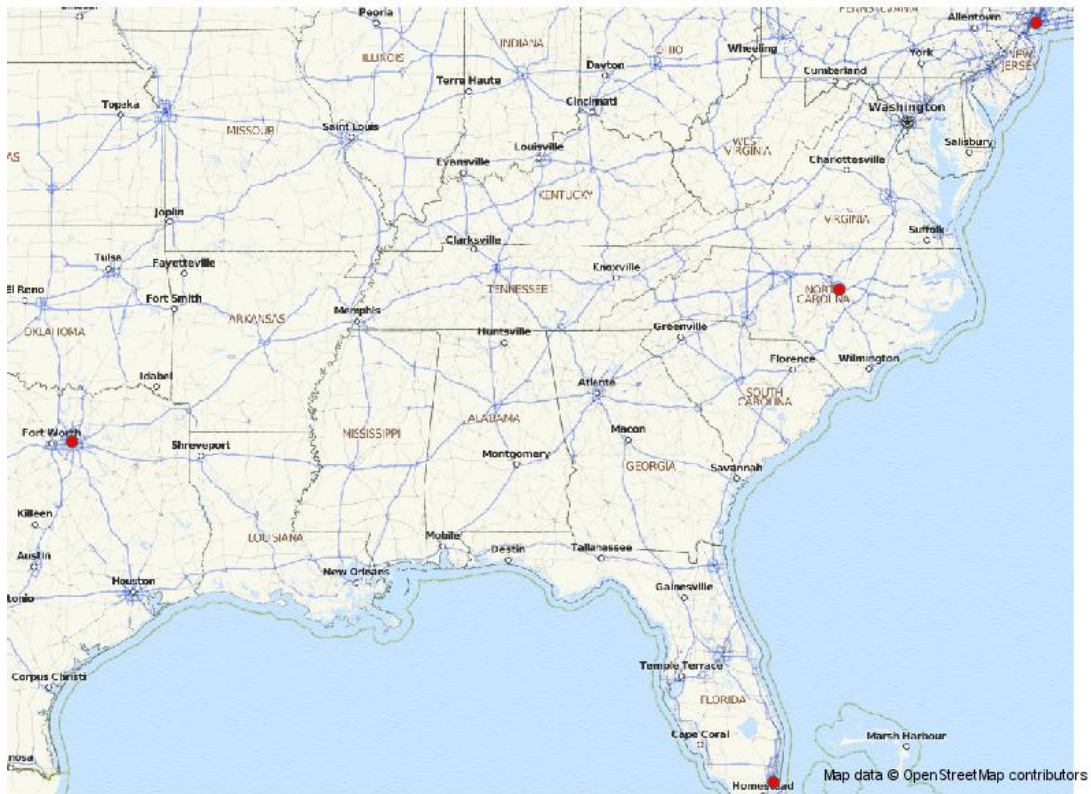 Peoria
PENNSYLVANIA
Allentown
INDIANA
OHIO
ILLINOIS
Wheeling
York
NEW JERSEY
Dayton
Terre Haute
Cumberland
Topeka
Cincinnati
Washington
MISSOURI
Saint Louis
WEST VIRGINIA
Salisbury
Louisville
Charlottesville
Evansville
KENTUCKY
Joplin
VIRGINIA
Suffolk
Clarksville
Tulsa
Fayetteville
Knoxville
El Reno
TENNESSEE
NORTH CAROLINA
Fort Smith
ARKANSAS
Memphis
OKLAHOMA
Huntsville
Greenville
Florence
Wilmington
Idabel
Atlanta
SOUTH CAROLINA
ALABAMA
Fort Worth
MISSISSIPPI
Macon
Shreveport
Montgomery
GEORGIA
Savannah
Killeen
LOUISIANA
Mobile
Destin
Tallahassee
Austin
New Orleans
Houston
Gainesville
tonio
Temple Terrace
Corpus Christi
FLORIDA
Cape Coral
Marsh Harbour
nosa
Homestead
Map data © OpenStreetMap contributors